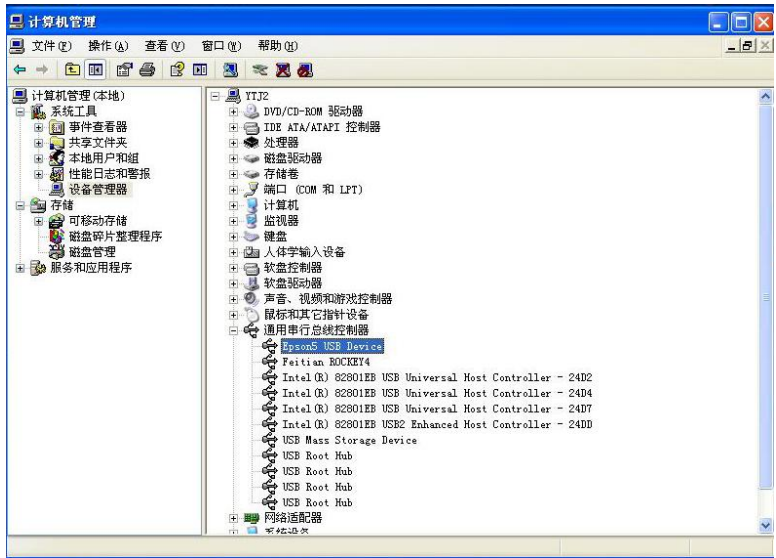 计算机管理
文件(F) 操作(A) 查看(V) 窗口(W) 帮助(H)
计算机管理(本地)
系统工具
事件查看器
共享文件夹
本地用户和组
性能日志和警报
设备管理器
存储
可移动存储
磁盘碎片整理程序
磁盘管理
服务和应用程序
YTJ2
DVD/CD-ROM 驱动器
IDE ATA/ATAPI 控制器
处理器
磁盘驱动器
存储卷
端口 (COM 和 LPT)
计算机
监视器
键盘
人体学输入设备
软盘控制器
软盘驱动器
声音、视频和游戏控制器
鼠标和其它指针设备
通用串行总线控制器
Epson5 USB Device
Feitian ROCKEY4
Intel(R) 82801EB USB Universal Host Controller - 24D2
Intel(R) 82801EB USB Universal Host Controller - 24D4
Intel(R) 82801EB USB Universal Host Controller - 24D7
Intel(R) 82801EB USB2 Enhanced Host Controller - 24DD
USB Mass Storage Device
USB Root Hub
USB Root Hub
USB Root Hub
USB Root Hub
网络适配器
系统设备